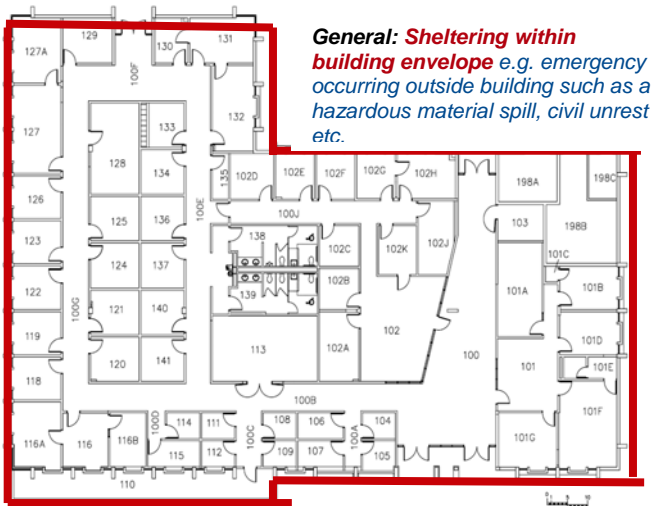 General: Sheltering within
building envelope e.g. emergency
occurring outside building such as a
hazardous material spill, civil unrest
etc.
127A 129 130 131
100F
127 128 133 132
134 135 102D 102E 102F 102G 102H 198A 198C
126 125 136 100E 100J 103 198B
123 138 102C 102K 102J
124 137 101C
122 100G 139 102B 101A 101B
121 140 102 100
119 113 102A 101 101D
120 141 101E
118
100B
116A 116 116B 100D 114 111 100C 108 106 100A 104 101G 101F
115 112 109 107 105
110
0 1 5 10